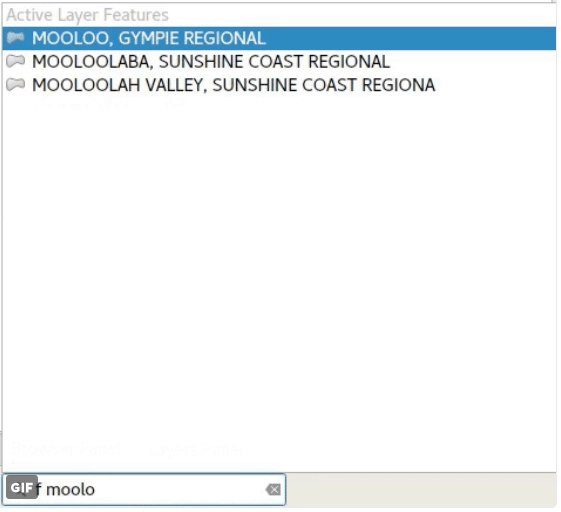 Active Layer Features
MOOLOO, GYMPIE REGIONAL
MOOLOOLABA, SUNSHINE COAST REGIONAL
MOOLOOLAH VALLEY, SUNSHINE COAST REGIONA
GIF f moolo